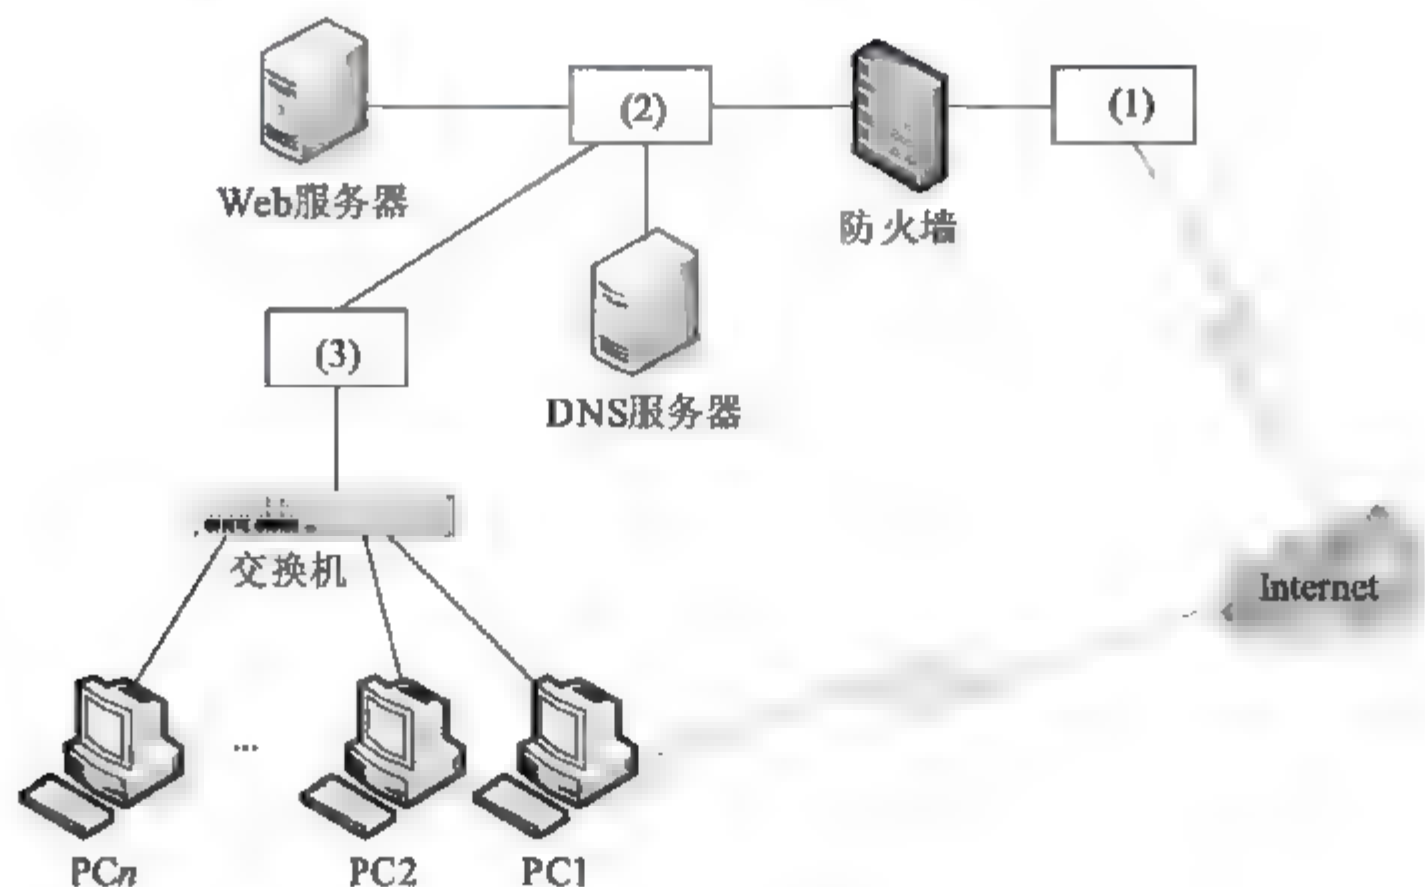 (2)
(1)
Web服务器
防火墙
(3)
DNS服务器
交换机
Internet
...
PCn
PC2
PC1